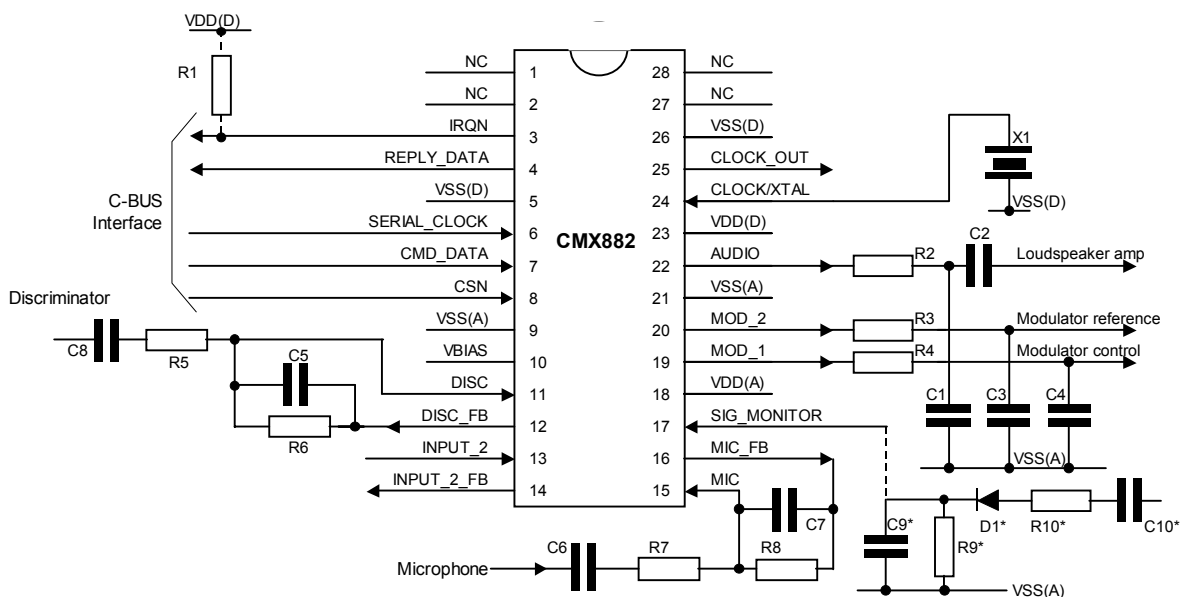 VDD(D)
R1
NC
1
28
NC
NC
2
27
NC
IRQN
3
26
VSS(D)
REPLY_DATA
4
25
CLOCK_OUT
X1
VSS(D)
5
24
CLOCK/XTAL
VSS(D)
C-BUS
Interface
SERIAL_CLOCK
6
CMX882
23
VDD(D)
CMD_DATA
7
22
AUDIO
R2
C2
Loudspeaker amp
CSN
8
21
VSS(A)
Discriminator
VSS(A)
9
20
MOD_2
R3
Modulator reference
C8
R5
VBIAS
10
19
MOD_1
R4
Modulator control
C5
DISC
11
18
VDD(A)
C1
C3
C4
R6
DISC_FB
12
17
SIG_MONITOR
INPUT_2
13
16
MIC_FB
VSS(A)
INPUT_2_FB
14
15
MIC
C7
C9*
R9*
D1*
R10*
C10*
Microphone
C6
R7
R8
VSS(A)